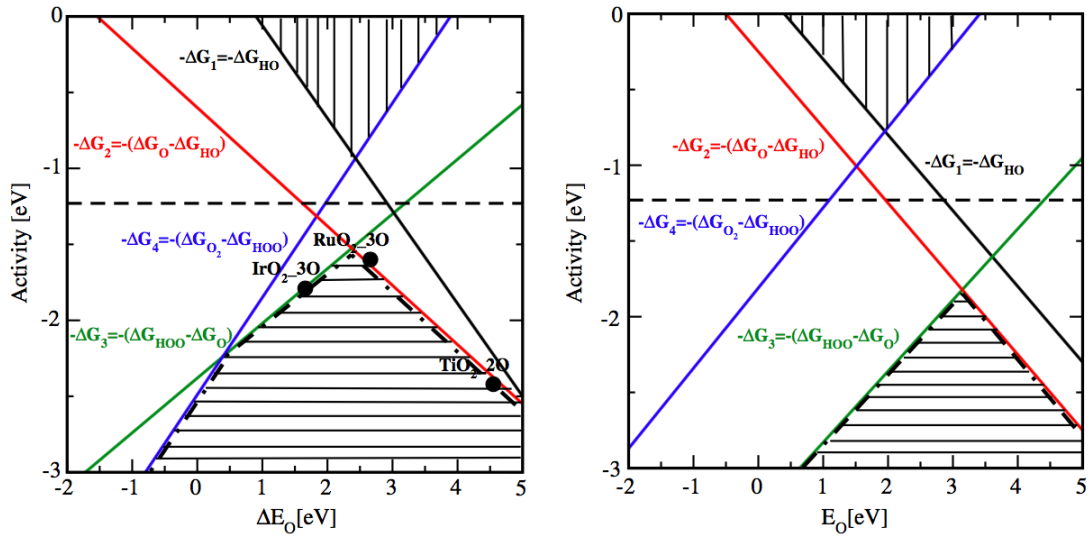 0
-1
-2
-3
Activity [eV]
-ΔG1=-ΔGHO
-ΔG2=-(ΔGO-ΔGHO)
-ΔG4=-(ΔGO2-ΔGHOO)
RuO2_3O
IrO2_3O
-ΔG3=-(ΔGHOO-ΔGO)
TiO2_2O
-2 -1 0 1 2 3 4 5
ΔEO[eV]
0
-1
-2
-3
Activity [eV]
-ΔG2=-(ΔGO-ΔGHO)
-ΔG1=-ΔGHO
-ΔG4=-(ΔGO2-ΔGHOO)
-ΔG3=-(ΔGHOO-ΔGO)
-2 -1 0 1 2 3 4 5
EO[eV]